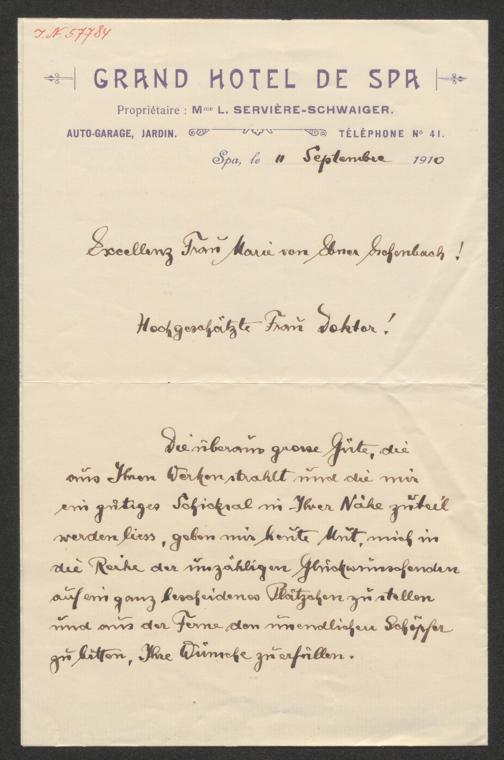 J.N. 57784
GRAND HOTEL DE SPA
Propriétaire : Mme L. SERVIÈRE-SCHWAIGER.
AUTO-GARAGE, JARDIN. TÉLÉPHONE No 41.
Spa, le 11 Septembre 1910
Excellenz Frau Marie von Ebner Eschenbach !
Hochgeschätzte Frau Doktor !
Die überaus grosse Güte, die
aus Ihren Werken strahlt und die mir
ein gütiges Schicksal in Ihrer Nähe zuteil
werden liess, geben mir heute Mut, mich in
die Reihe der unzähligen Glückwünschenden
auf ein ganz bescheidenes Plätzchen zu stellen
und aus der Ferne den unendlichen Schöpfer
zu bitten, Ihre Wünsche zu erfüllen.